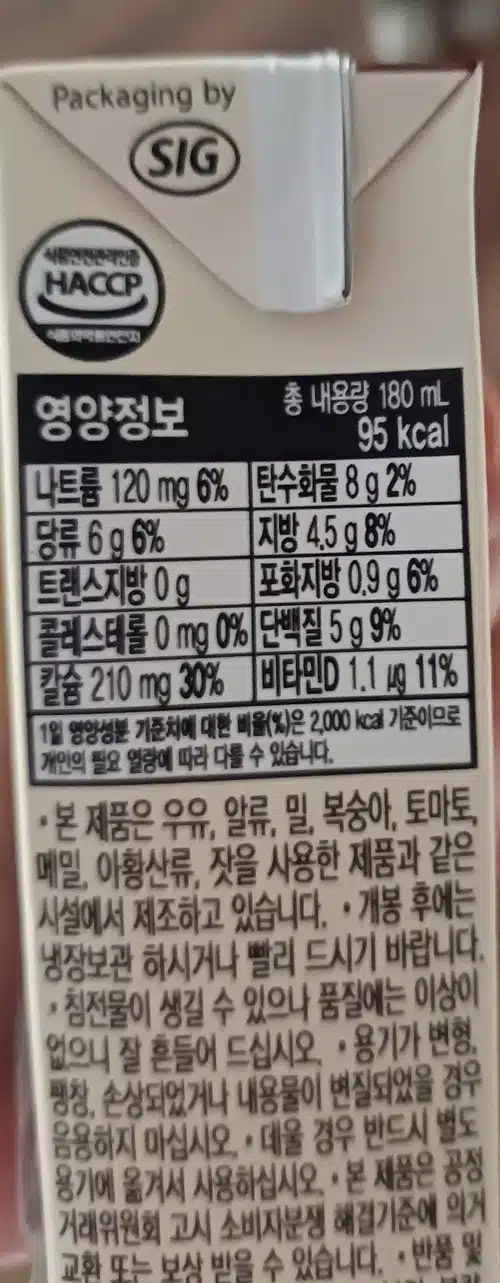 Packaging by
SIG
식품안전관리인증
HACCP
영양정보
총 내용량 180 mL
95 kcal
나트륨 120 mg 6% 탄수화물 8 g 2%
당류 6 g 6% 지방 4.5 g 8%
트랜스지방 0 g 포화지방 0.9 g 6%
콜레스테롤 0 mg 0% 단백질 5 g 9%
칼슘 210 mg 30% 비타민D 1.1 µg 11%
1일 영양성분 기준치에 대한 비율(%)은 2,000 kcal 기준이므로
개인의 필요 열량에 따라 다를 수 있습니다.
• 본 제품은 우유, 알류, 밀, 복숭아, 토마토,
메밀, 아황산류, 잣을 사용한 제품과 같은
시설에서 제조하고 있습니다. • 개봉 후에는
냉장보관 하시거나 빨리 드시기 바랍니다.
• 침전물이 생길 수 있으나 품질에는 이상이
없으니 잘 흔들어 드십시오. • 용기가 변형,
팽창, 손상되었거나 내용물이 변질되었을 경우
음용하지 마십시오. • 데울 경우 반드시 별도
용기에 옮겨서 사용하십시오. • 본 제품은 공정
거래위원회 고시 소비자분쟁 해결기준에 의거
교환 또는 보상 받을 수 있습니다. • 반품 및